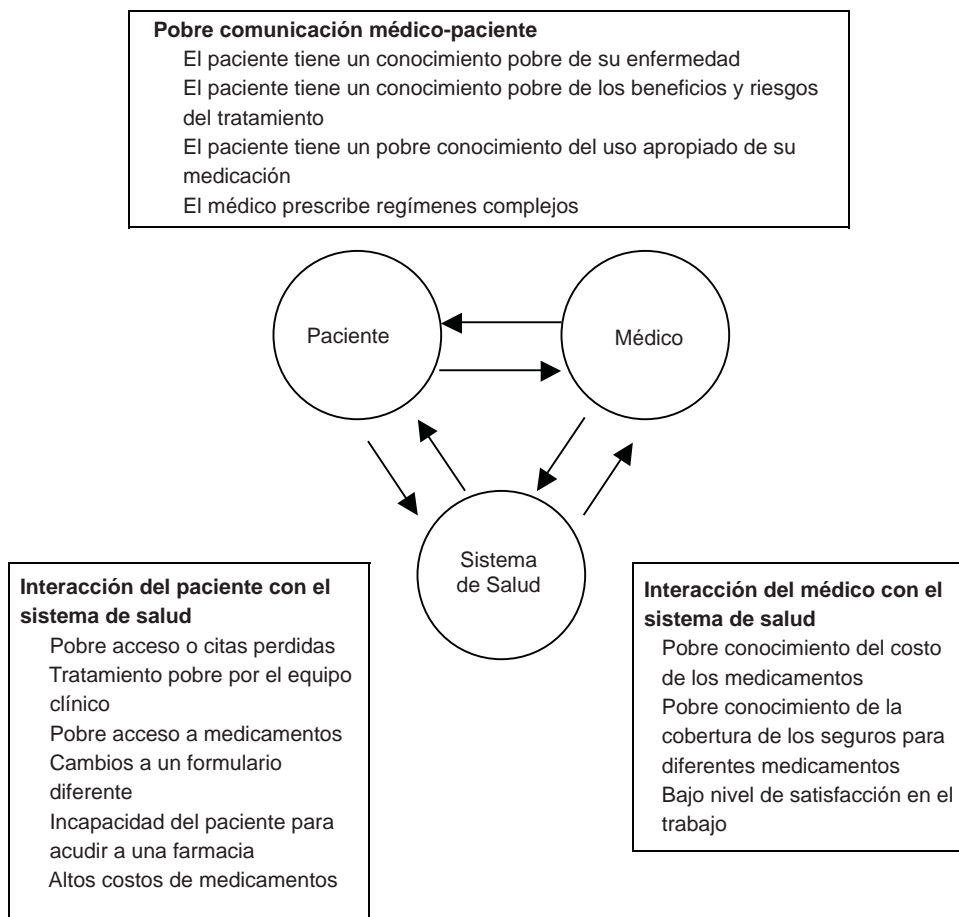 Pobre comunicación médico-paciente
El paciente tiene un conocimiento pobre de su enfermedad
El paciente tiene un conocimiento pobre de los beneficios y riesgos
del tratamiento
El paciente tiene un pobre conocimiento del uso apropiado de su
medicación
El médico prescribe regímenes complejos
Paciente
Médico
Sistema
de Salud
Interacción del paciente con el
sistema de salud
Pobre acceso o citas perdidas
Tratamiento pobre por el equipo
clínico
Pobre acceso a medicamentos
Cambios a un formulario
diferente
Incapacidad del paciente para
acudir a una farmacia
Altos costos de medicamentos
Interacción del médico con el
sistema de salud
Pobre conocimiento del costo
de los medicamentos
Pobre conocimiento de la
cobertura de los seguros para
diferentes medicamentos
Bajo nivel de satisfacción en el
trabajo